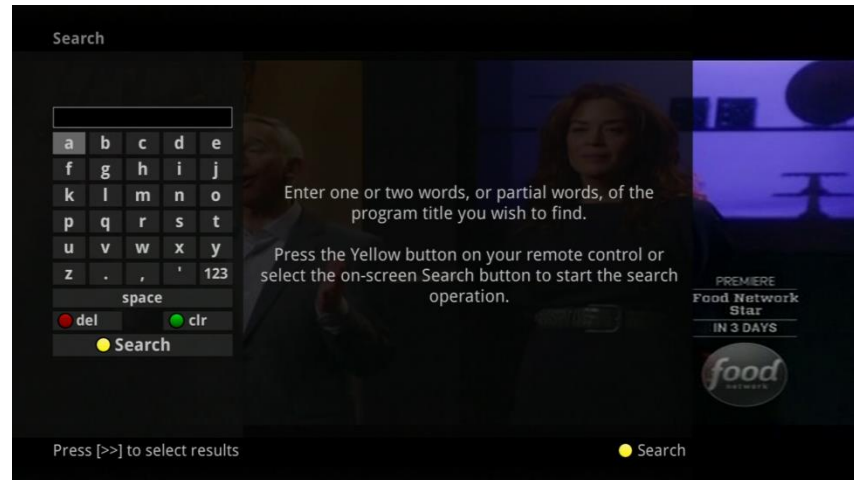 Search
a b c d e
f g h i j
k l m n o
p q r s t
u v w x y
z . , ' 123
space
del clr
Search
Enter one or two words, or partial words, of the
program title you wish to find.
Press the Yellow button on your remote control or
select the on-screen Search button to start the search
operation.
PREMIERE
Food Network
Star
IN 3 DAYS
food
network
Press [>>] to select results
Search